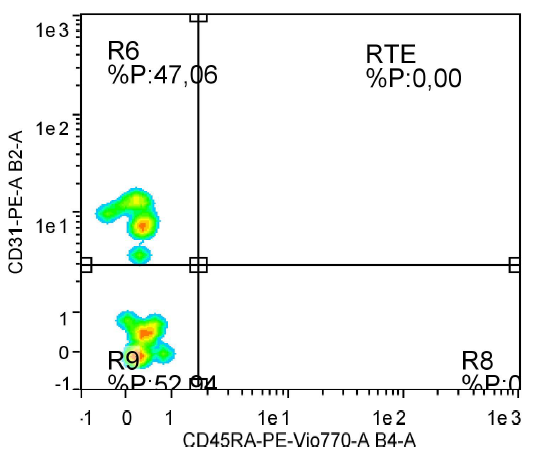 1e3
R6
%P:47,06
RTE
%P:0,00
1e2
CD31-PE-A B2-A
1e1
1
0
-1
R9
%P:52,94
R8
%P:0
-1 0 1 1e1 1e2 1e3
CD45RA-PE-Vio770-A B4-A